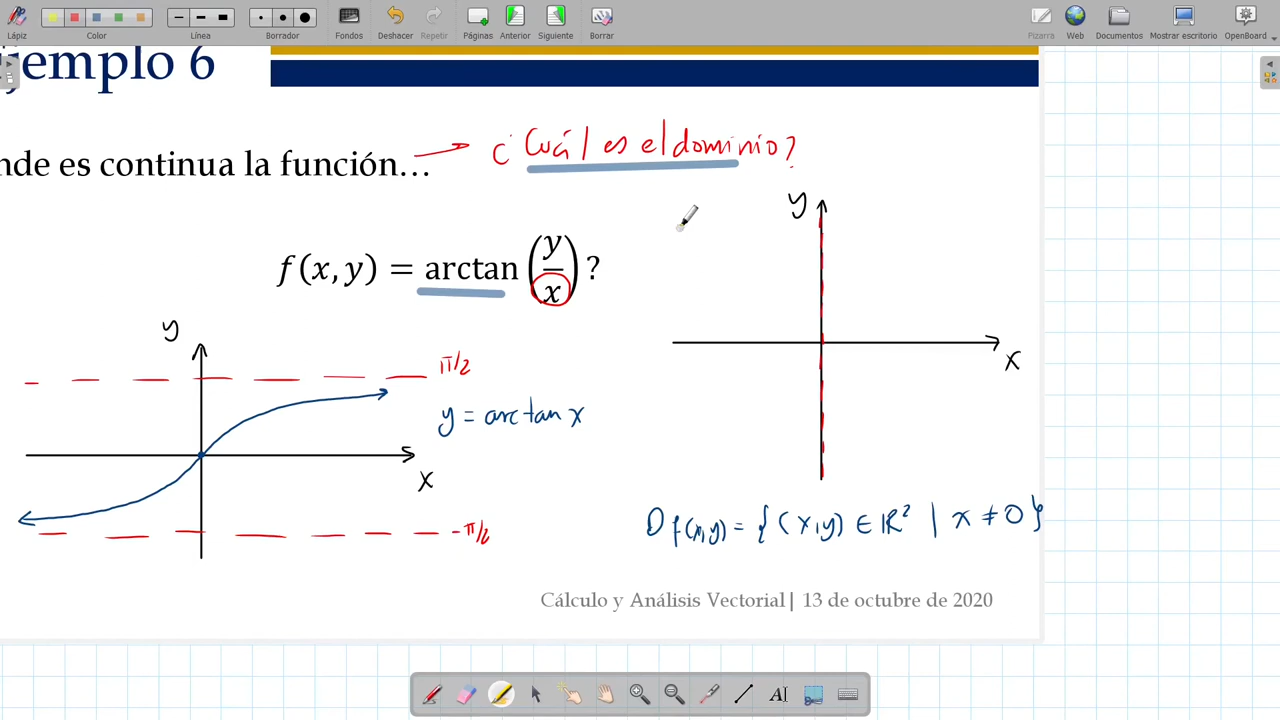 Lápiz Color Línea Borrador Fondos Deshacer Repetir Páginas Anterior Siguiente Borrar Pizarra Web Documentos Mostrar escritorio OpenBoard
jemplo 6
¿Cuál es el dominio?
nde es continua la función…
f(x, y) = arctan (y/x)?
y
x
y
π/2
y = arctan x
x
-π/2
D f(x,y) = {(x,y) ∈ ℝ² | x ≠ 0}
Cálculo y Análisis Vectorial| 13 de octubre de 2020